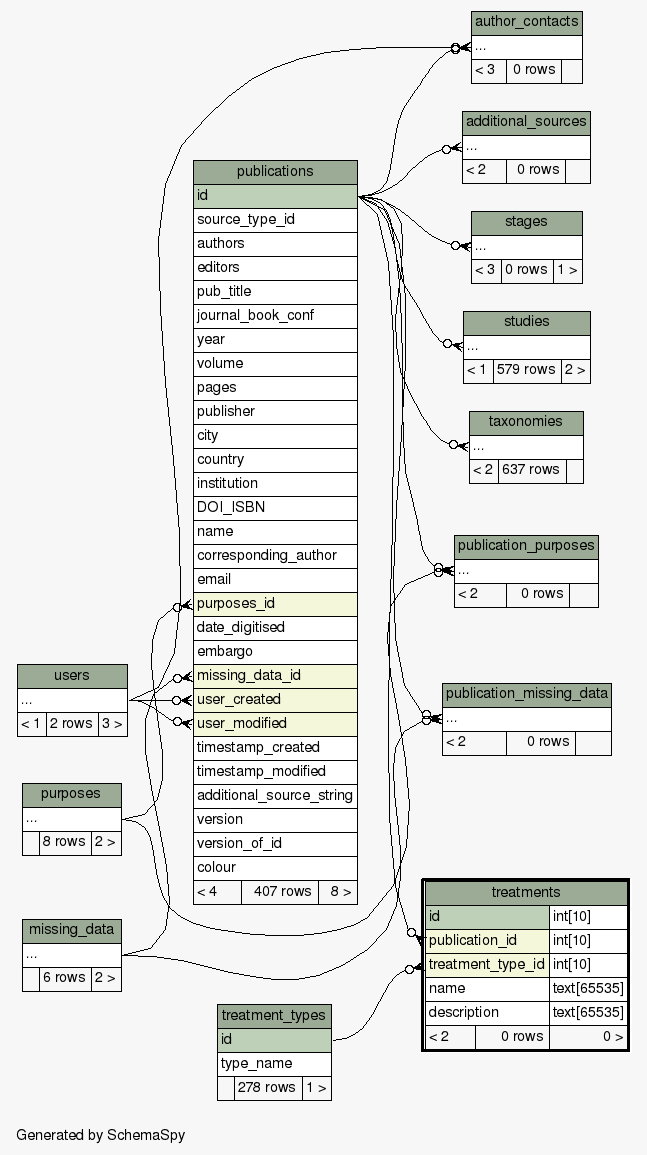 author_contacts
...
< 3 0 rows
additional_sources
...
< 2 0 rows
stages
...
< 3 0 rows 1 >
studies
...
< 1 579 rows 2 >
taxonomies
...
< 2 637 rows
publication_purposes
...
< 2 0 rows
publication_missing_data
...
< 2 0 rows
publications
id
source_type_id
authors
editors
pub_title
journal_book_conf
year
volume
pages
publisher
city
country
institution
DOI_ISBN
name
corresponding_author
email
purposes_id
date_digitised
embargo
missing_data_id
user_created
user_modified
timestamp_created
timestamp_modified
additional_source_string
version
version_of_id
colour
< 4 407 rows 8 >
users
...
< 1 2 rows 3 >
purposes
...
8 rows 2 >
missing_data
...
6 rows 2 >
treatments
id int[10]
publication_id int[10]
treatment_type_id int[10]
name text[65535]
description text[65535]
< 2 0 rows 0 >
treatment_types
id
type_name
278 rows 1 >
Generated by SchemaSpy